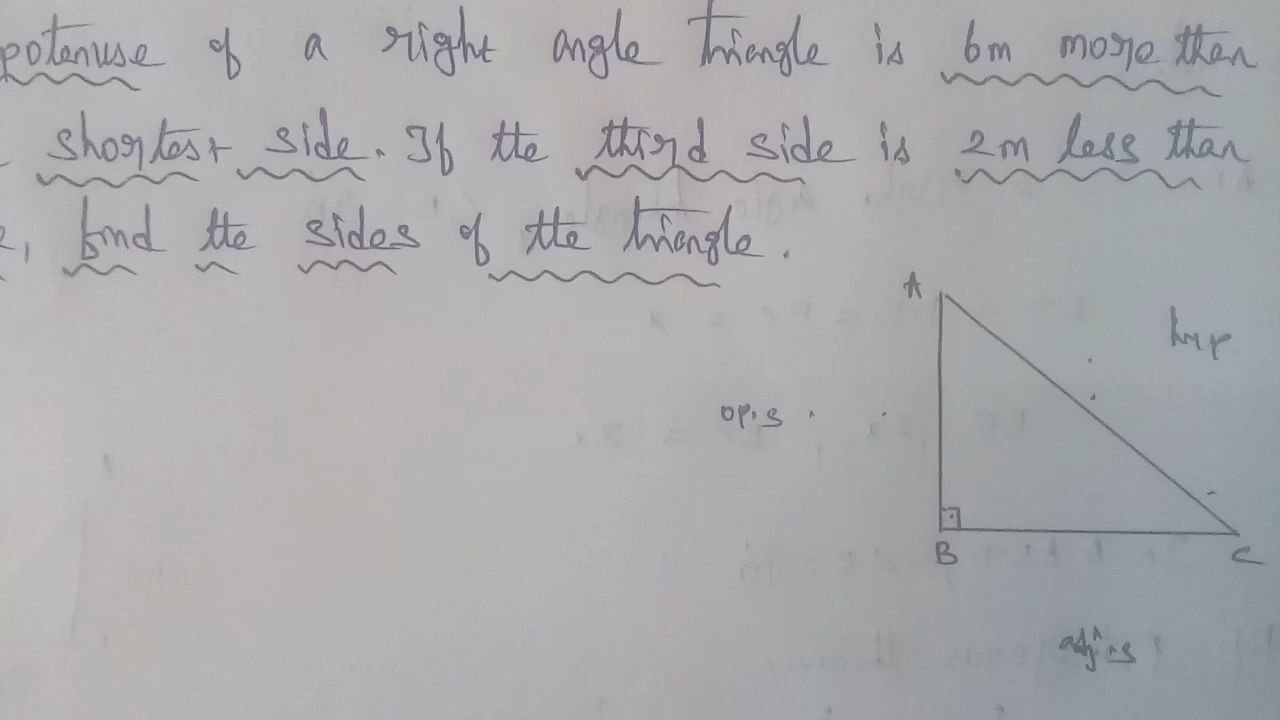 potenuse of a right angle triangle is 6m more than
shortest side. If the third side is 2m less than
, find the sides of the triangle.
A
hyp
op.s
B
C
adj.s